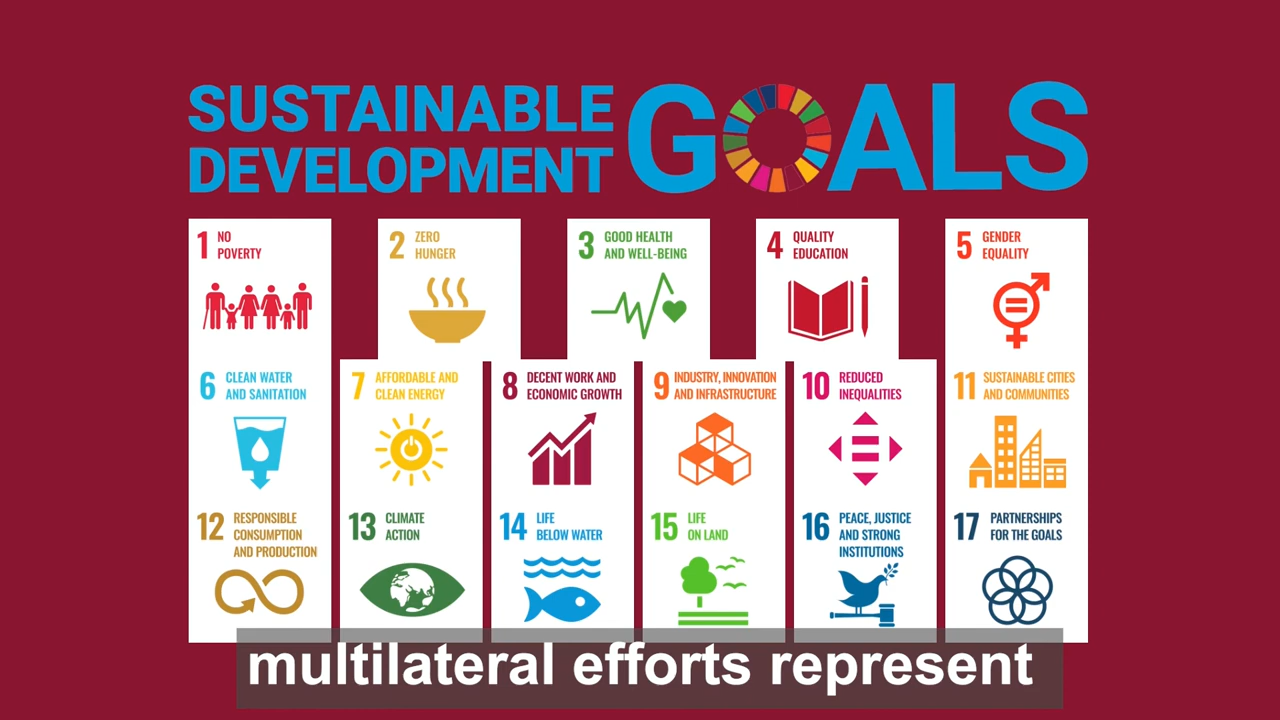 SUSTAINABLE
DEVELOPMENT
GOALS
1 NO
POVERTY
2 ZERO
HUNGER
3 GOOD HEALTH
AND WELL-BEING
4 QUALITY
EDUCATION
5 GENDER
EQUALITY
6 CLEAN WATER
AND SANITATION
7 AFFORDABLE AND
CLEAN ENERGY
8 DECENT WORK AND
ECONOMIC GROWTH
9 INDUSTRY, INNOVATION
AND INFRASTRUCTURE
10 REDUCED
INEQUALITIES
11 SUSTAINABLE CITIES
AND COMMUNITIES
12 RESPONSIBLE
CONSUMPTION
AND PRODUCTION
13 CLIMATE
ACTION
14 LIFE
BELOW WATER
15 LIFE
ON LAND
16 PEACE, JUSTICE
AND STRONG
INSTITUTIONS
17 PARTNERSHIPS
FOR THE GOALS
multilateral efforts represent